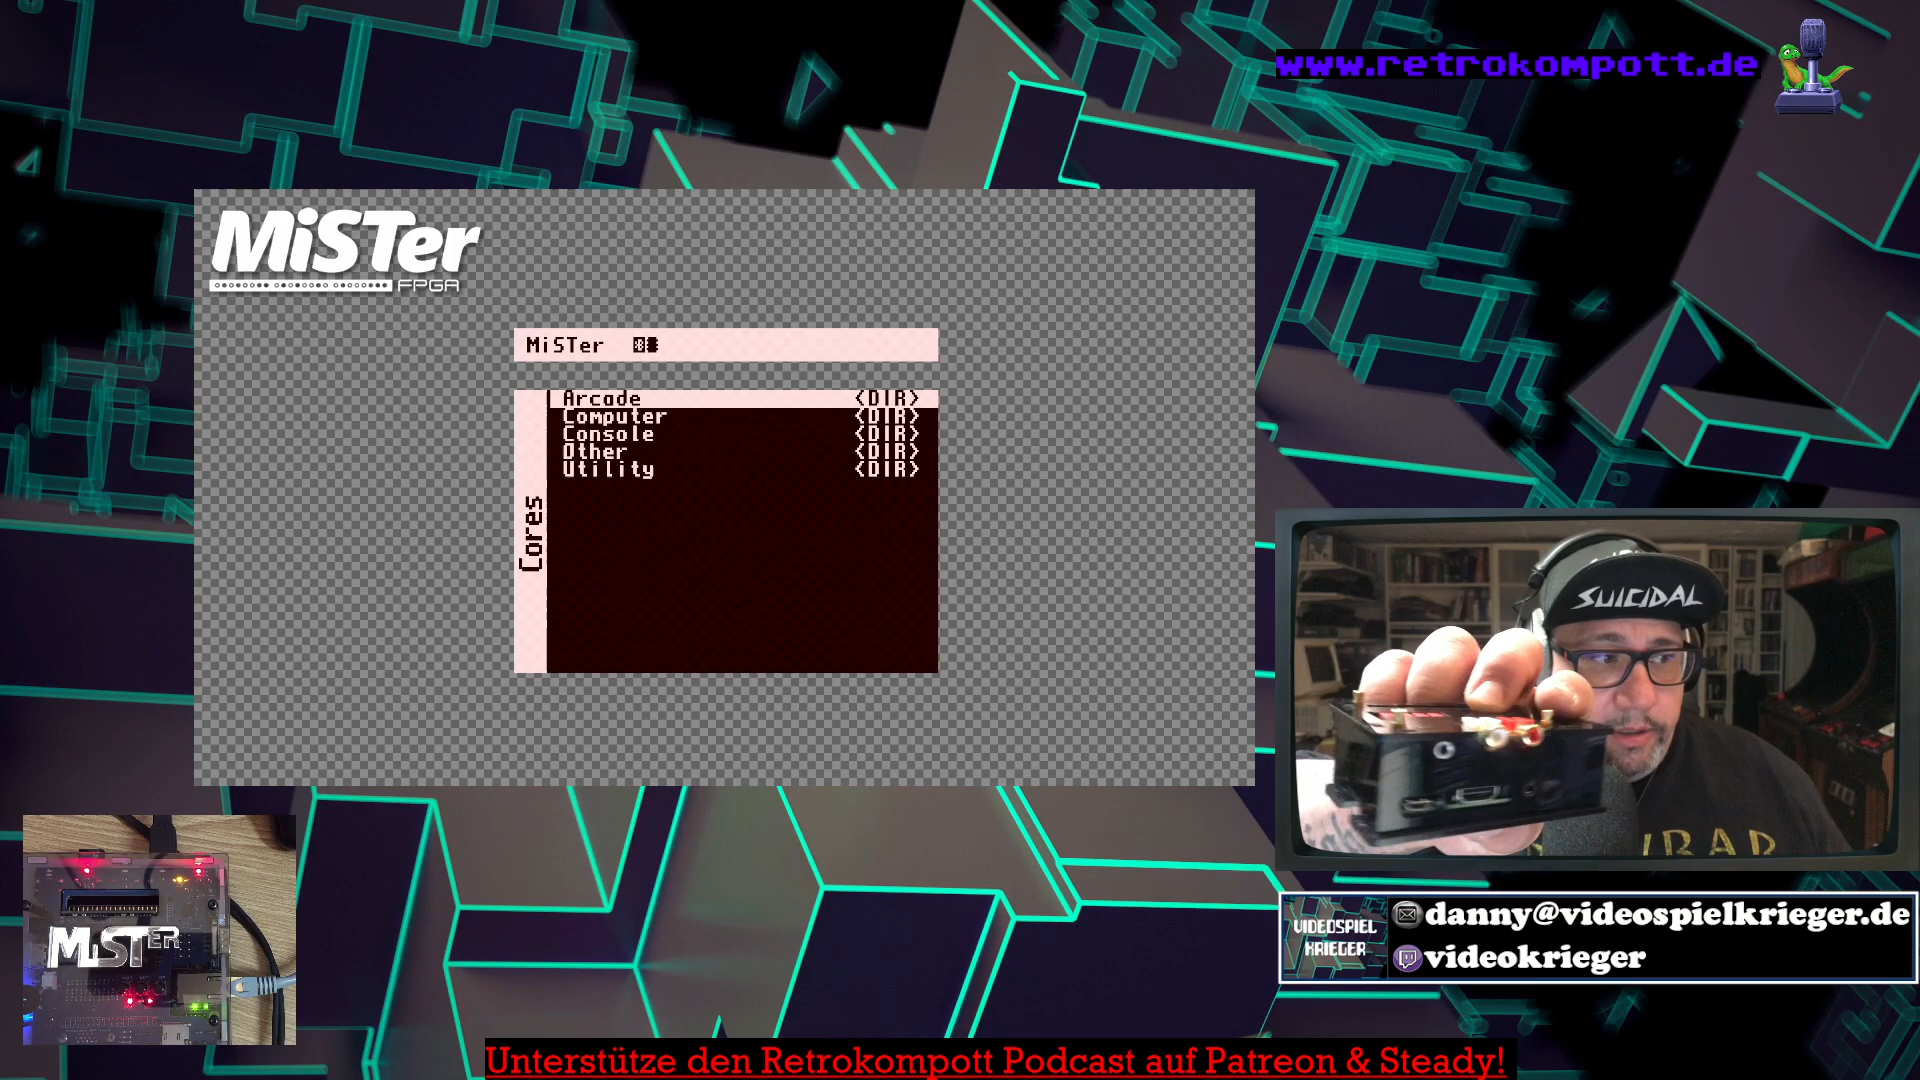 www.retrokompott.de
MiSTer
FPGA
MiSTer
Arcade <DIR>
Computer <DIR>
Console <DIR>
Other <DIR>
Utility <DIR>
Cores
SUICIDAL
MiSTER
VIDEOSPIEL
KRIEGER
danny@videospielkrieger.de
videokrieger
Unterstütze den Retrokompott Podcast auf Patreon & Steady!